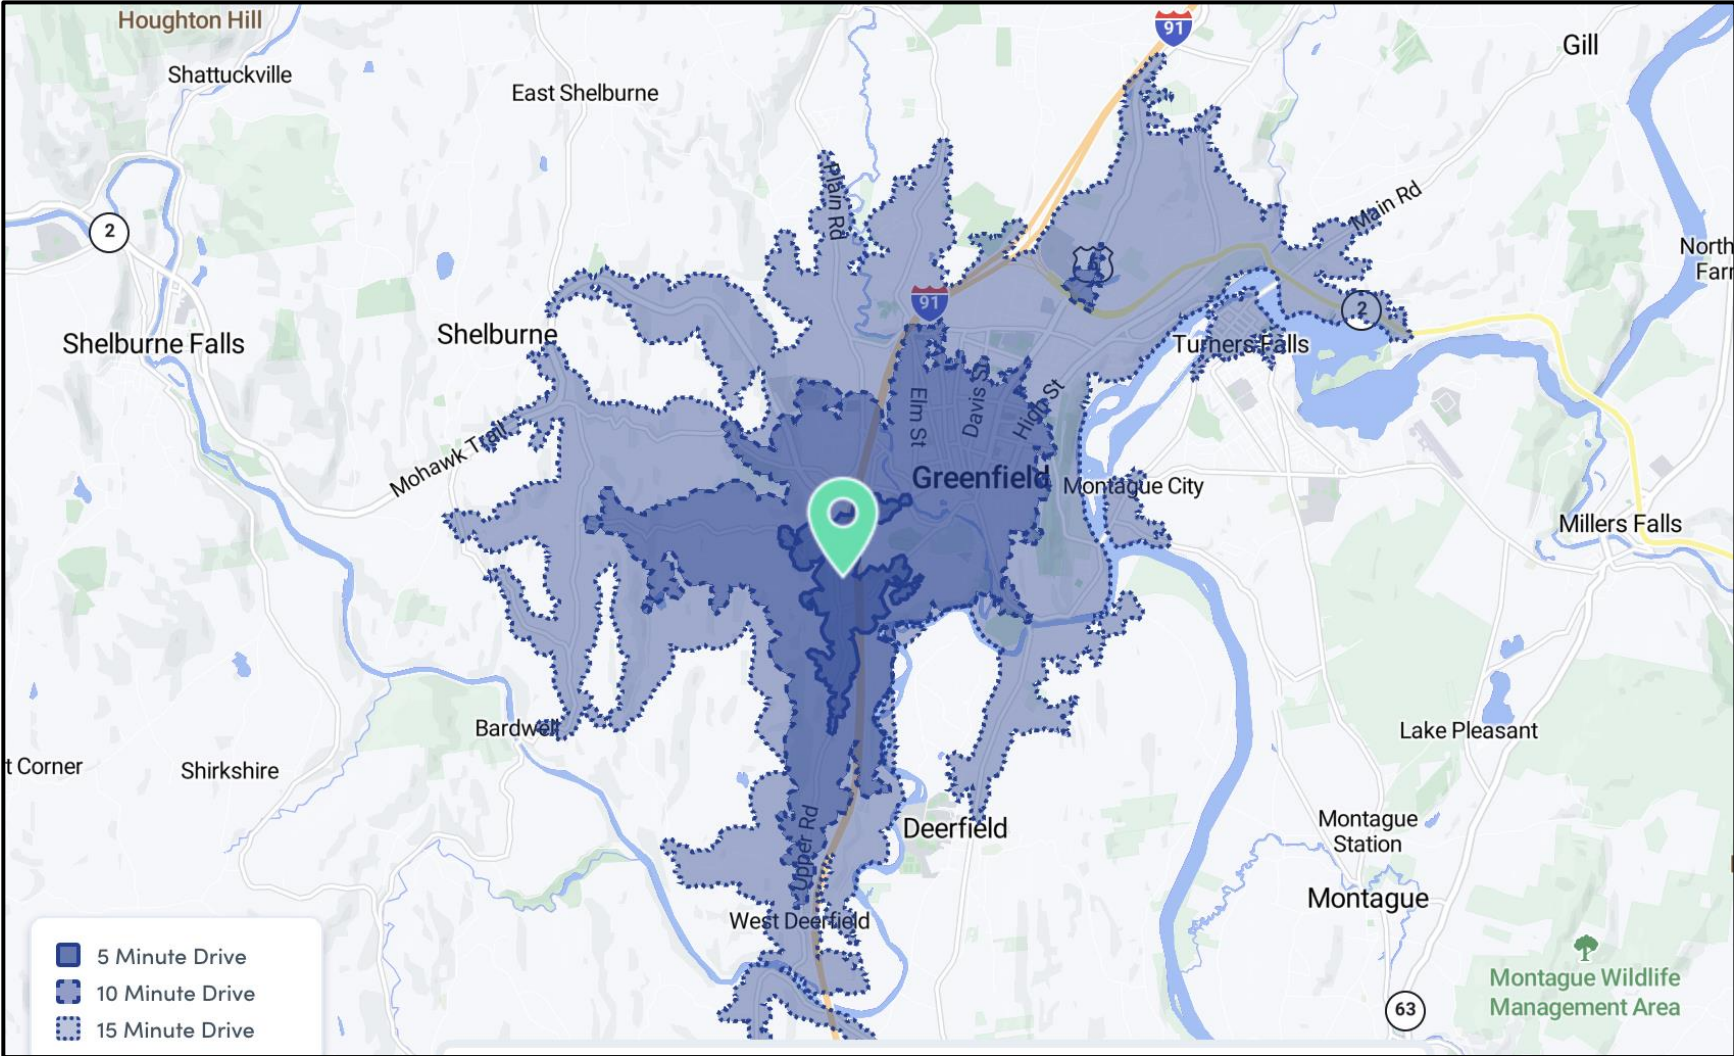 Houghton Hill
91
Gill
Shattuckville
East Shelburne
Plain Rd
Main Rd
2
North
Farr
91
2
Shelburne
Shelburne Falls
Turners Falls
Elm St
Davis St
High St
Mohawk Trail
Greenfield
Montague City
Millers Falls
Bardwell
Lake Pleasant
t Corner
Shirkshire
Upper Rd
Deerfield
Montague
Station
Montague
West Deerfield
5 Minute Drive
10 Minute Drive
15 Minute Drive
Montague Wildlife
Management Area
63